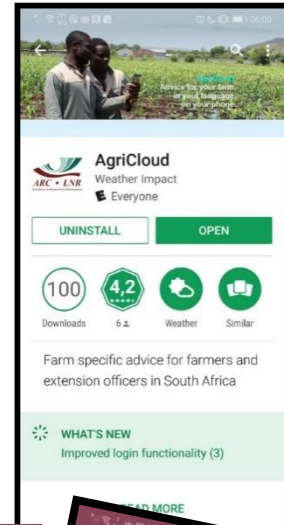 06:00
Advice for your farm
in your language
on your phone
AgriCloud
Weather Impact
E Everyone
ARC • LNR
UNINSTALL
OPEN
100
4,2
Downloads
6
Weather
Similar
Farm specific advice for farmers and
extension officers in South Africa
WHAT'S NEW
Improved login functionality (3)
READ MORE